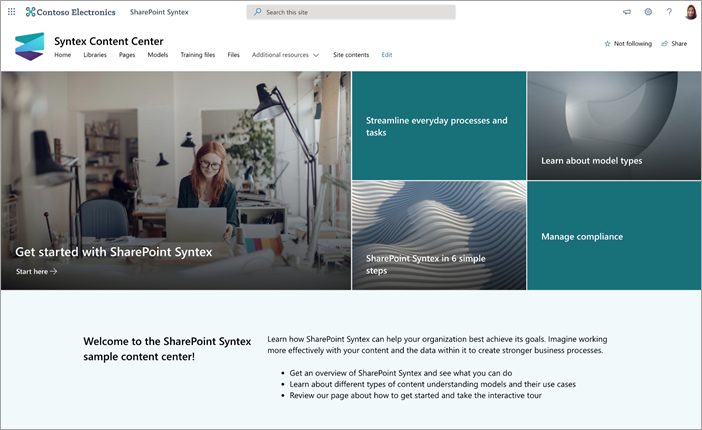 Contoso Electronics
SharePoint Syntex
Search this site
Syntex Content Center
Home
Libraries
Pages
Models
Training files
Files
Additional resources
Site contents
Edit
Not following
Share
Get started with SharePoint Syntex
Start here
Streamline everyday processes and
tasks
Learn about model types
SharePoint Syntex in 6 simple
steps
Manage compliance
Welcome to the SharePoint Syntex
sample content center!
Learn how SharePoint Syntex can help your organization best achieve its goals. Imagine working
more effectively with your content and the data within it to create stronger business processes.
• Get an overview of SharePoint Syntex and see what you can do
• Learn about different types of content understanding models and their use cases
• Review our page about how to get started and take the interactive tour